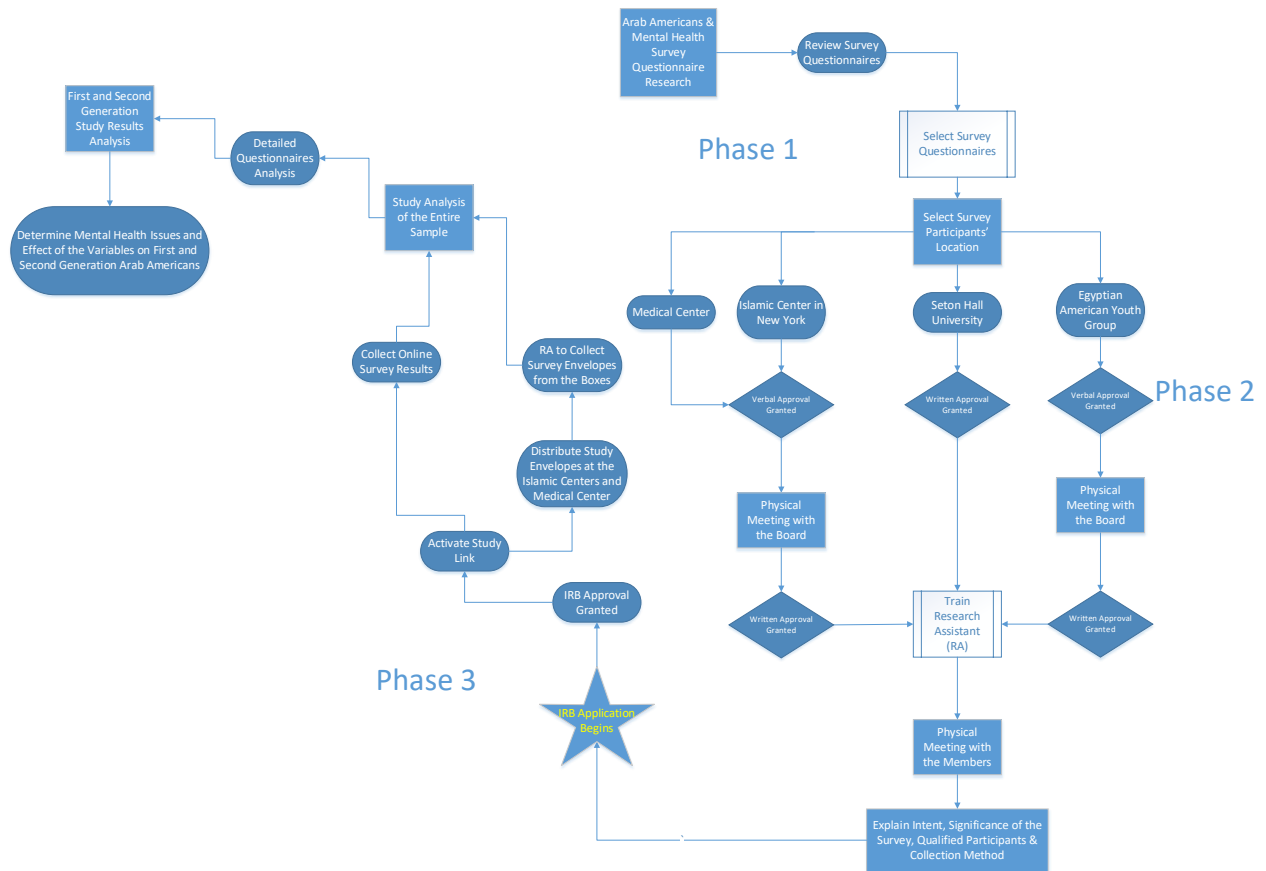 Arab Americans &
Mental Health
Survey
Questionnaire
Research
Review Survey
Questionnaires
Phase 1
Select Survey
Questionnaires
Select Survey
Participants'
Location
Medical Center
Islamic Center in
New York
Seton Hall
University
Egyptian
American Youth
Group
Phase 2
Verbal Approval
Granted
Written Approval
Granted
Verbal Approval
Granted
Physical
Meeting with
the Board
Physical
Meeting with
the Board
Written Approval
Granted
Train
Research
Assistant
(RA)
Written Approval
Granted
Physical
Meeting with
the Members
Explain Intent, Significance of the
Survey, Qualified Participants &
Collection Method
Phase 3
IRB Application
Begins
IRB Approval
Granted
Activate Study
Link
Distribute Study
Envelopes at the
Islamic Centers and
Medical Center
RA to Collect
Survey Envelopes
from the Boxes
Collect Online
Survey Results
Study Analysis
of the Entire
Sample
Detailed
Questionnaires
Analysis
First and Second
Generation
Study Results
Analysis
Determine Mental Health Issues and
Effect of the Variables on First and
Second Generation Arab Americans